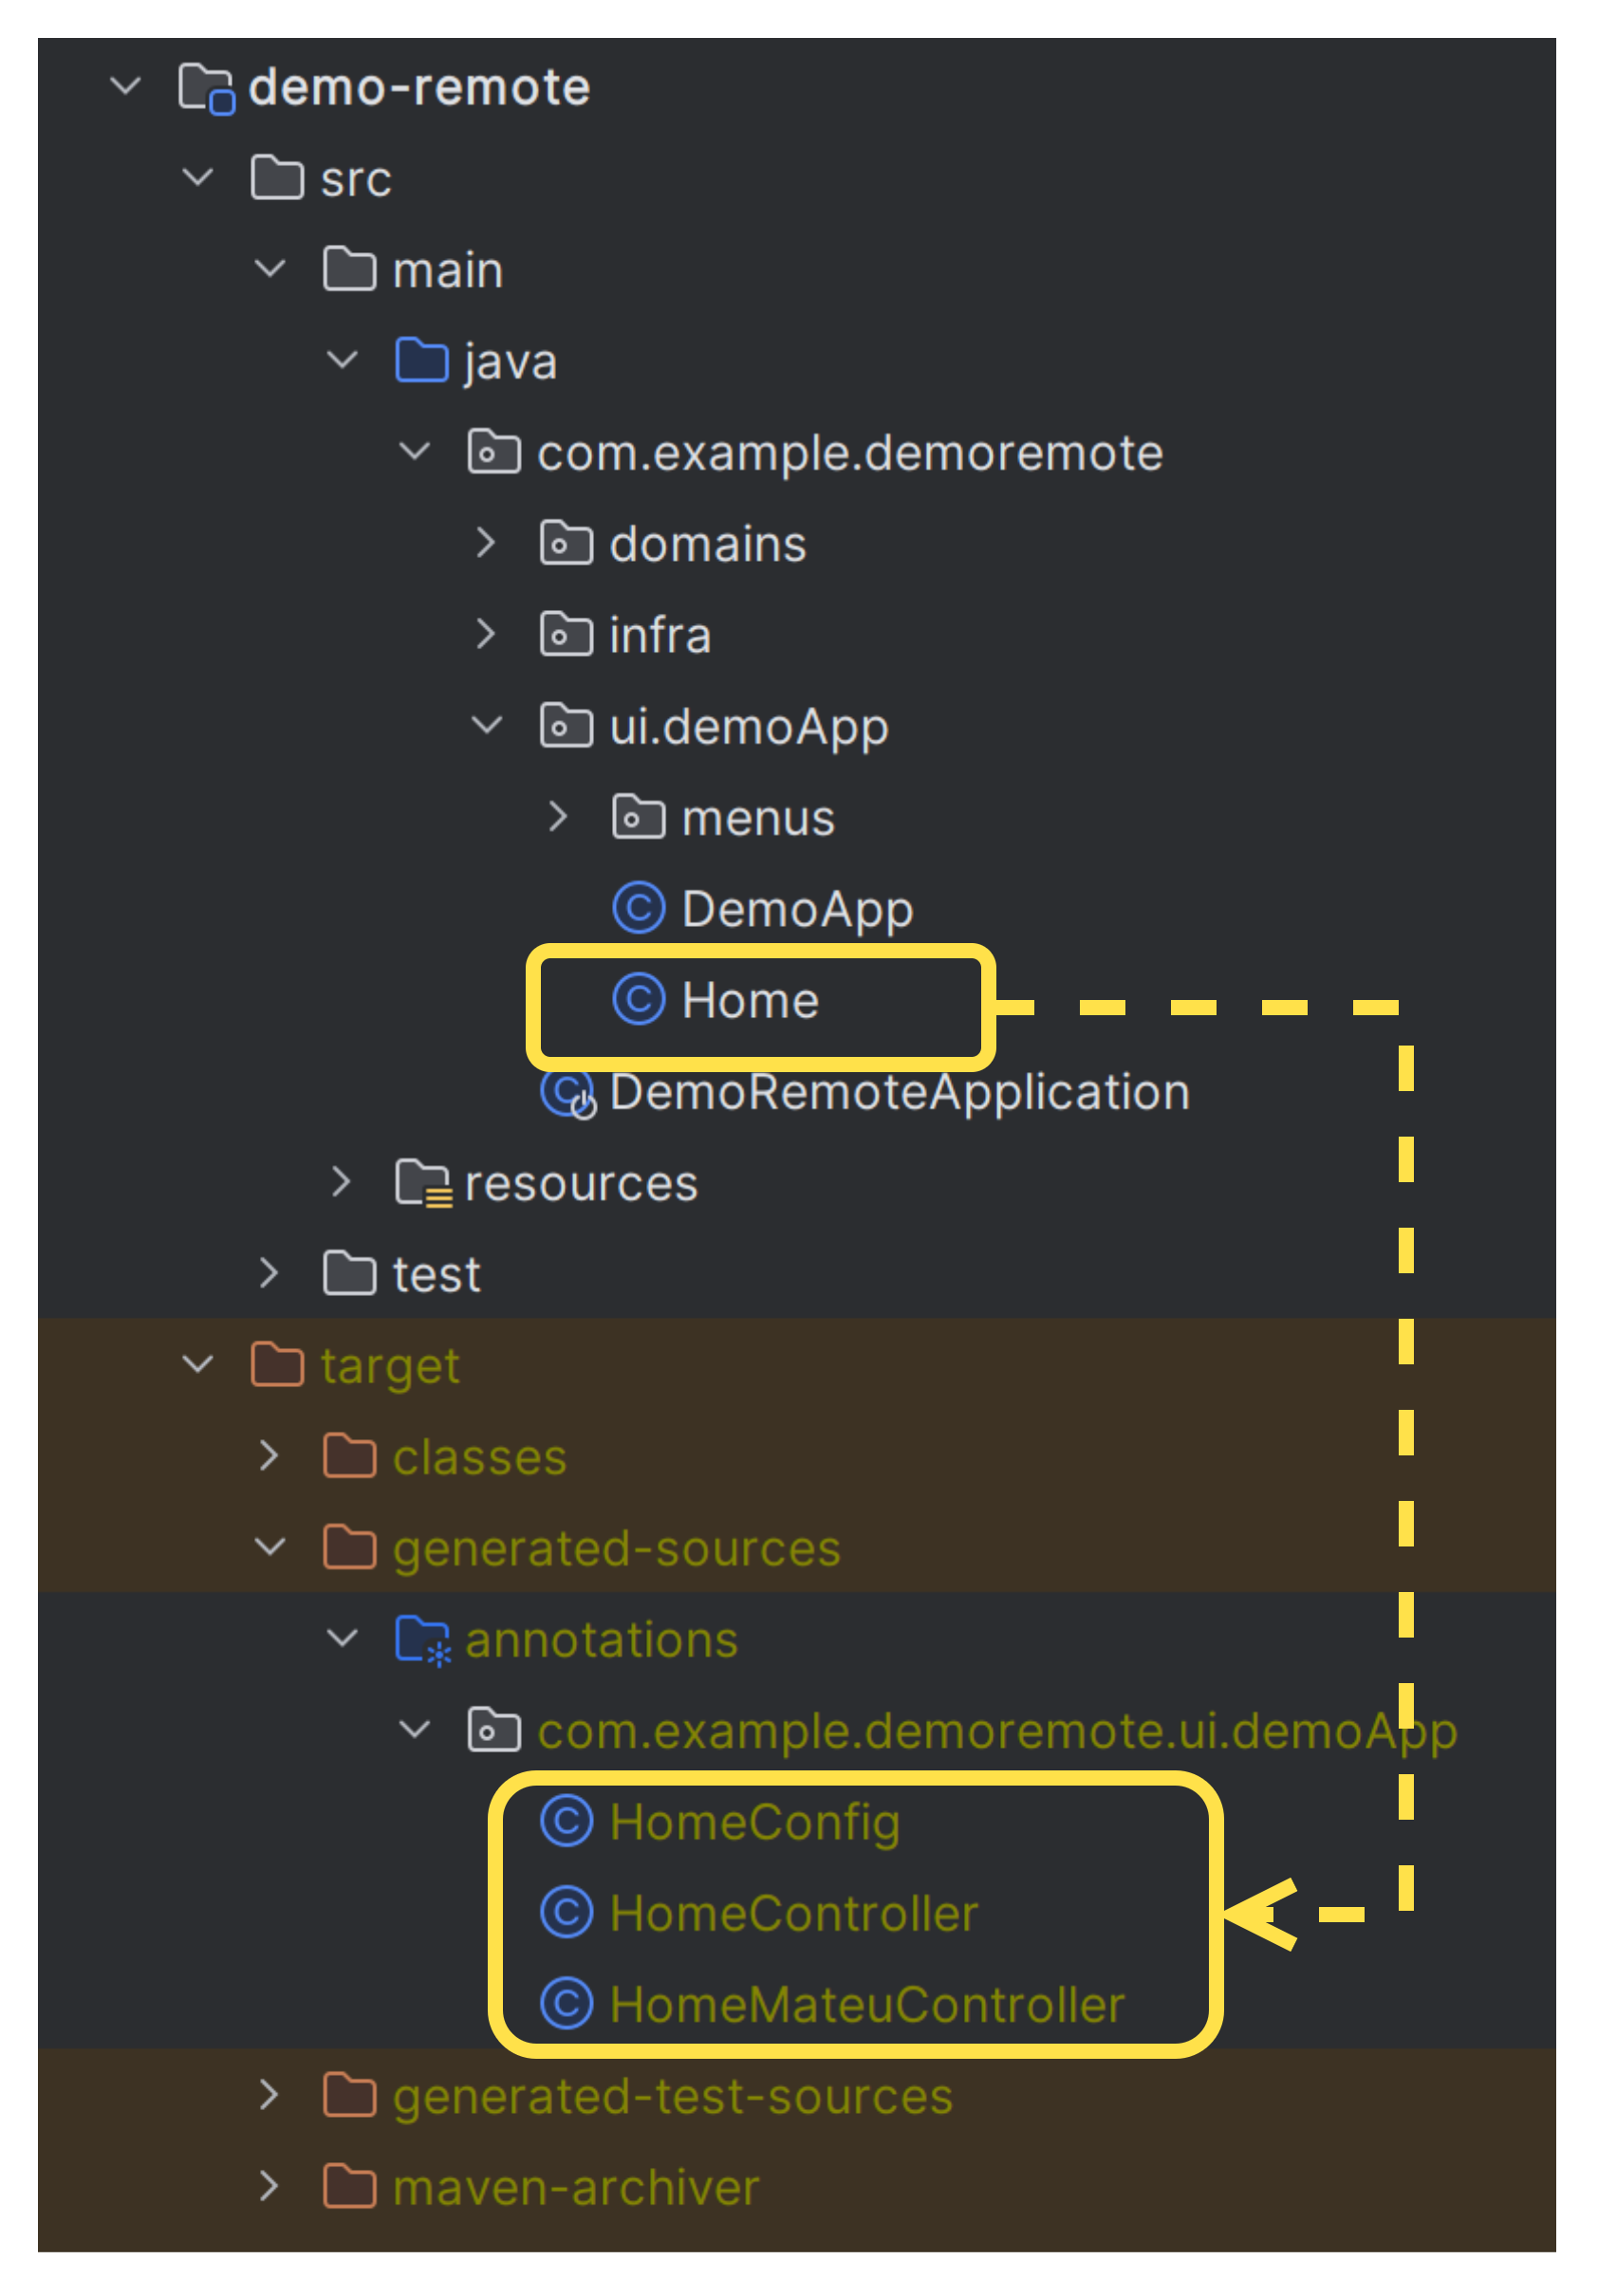 demo-remote
src
main
java
com.example.demoremote
domains
infra
ui.demoApp
menus
DemoApp
Home
DemoRemoteApplication
resources
test
target
classes
generated-sources
annotations
com.example.demoremote.ui.demoApp
HomeConfig
HomeController
HomeMateuController
generated-test-sources
maven-archiver